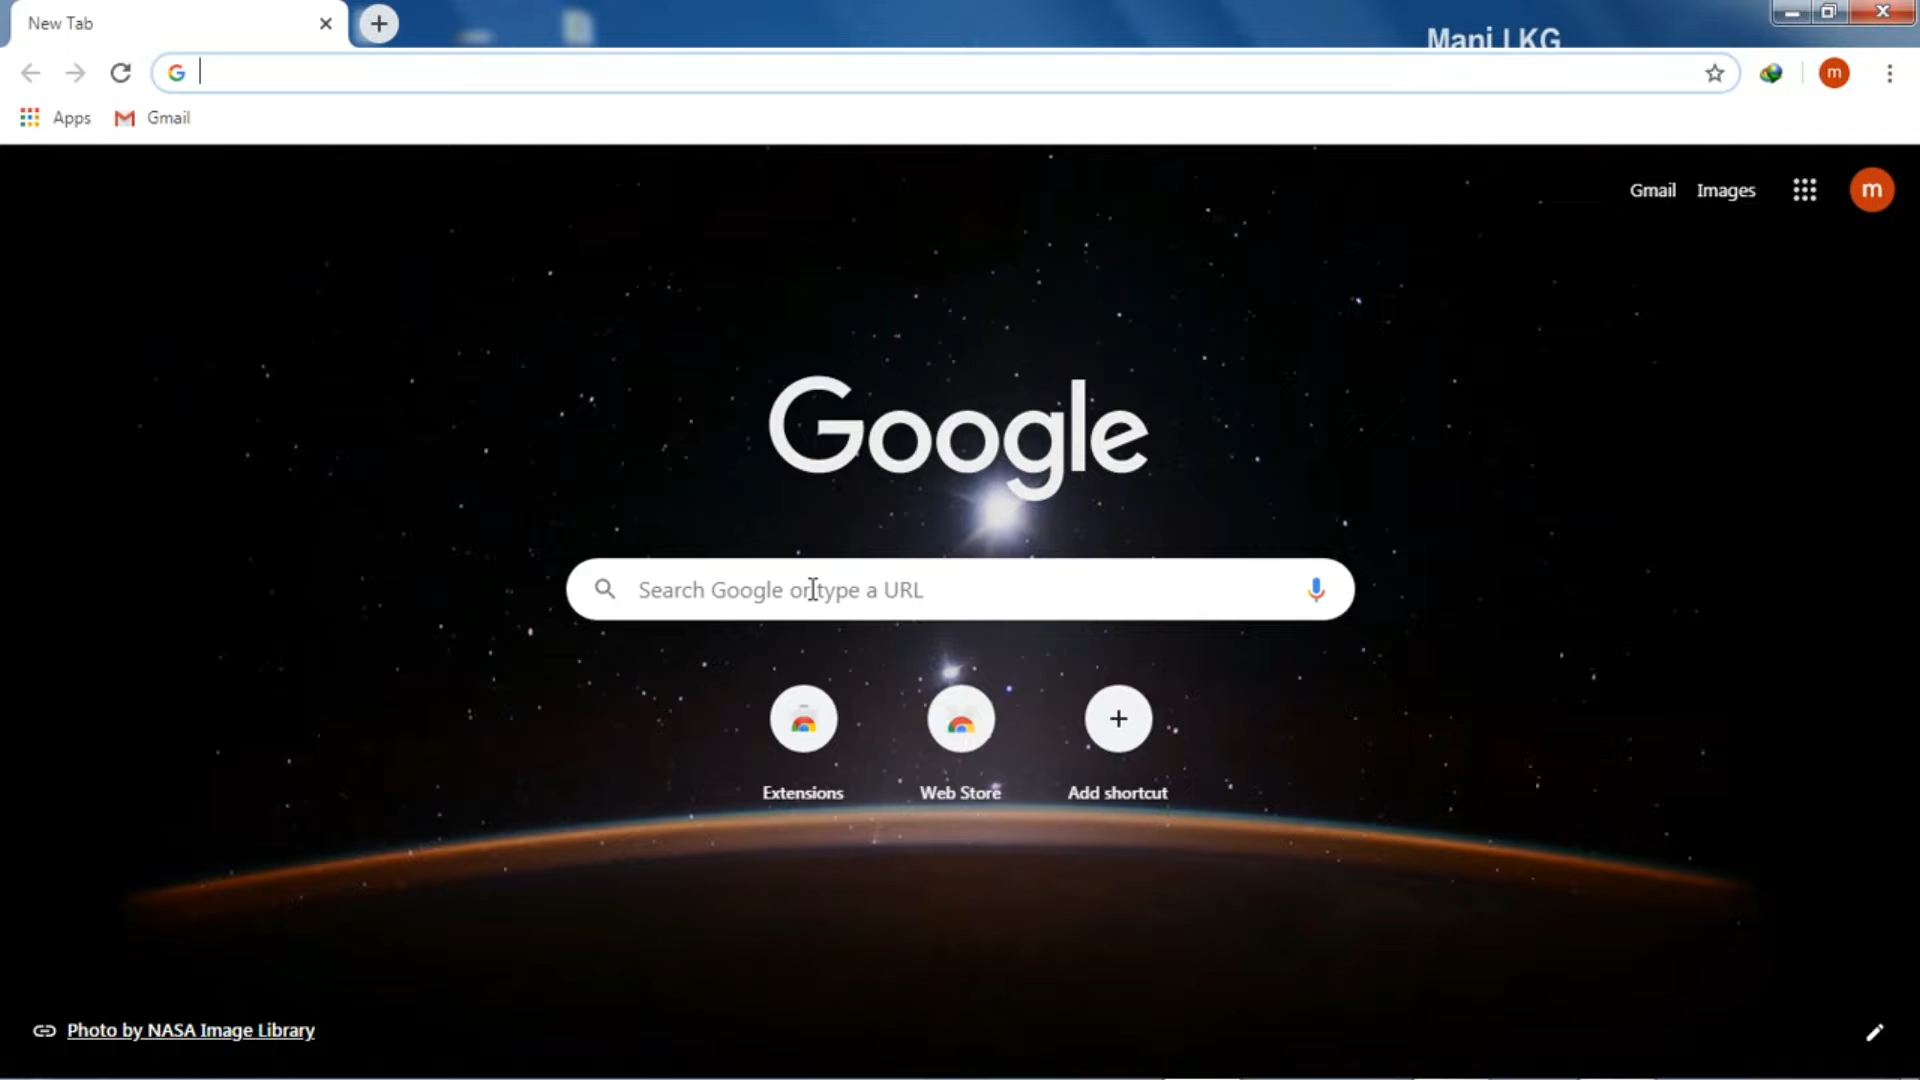 New Tab
Mani LKG
m
Apps
Gmail
Gmail
Images
m
Google
Search Google or type a URL
Extensions
Web Store
Add shortcut
Photo by NASA Image Library